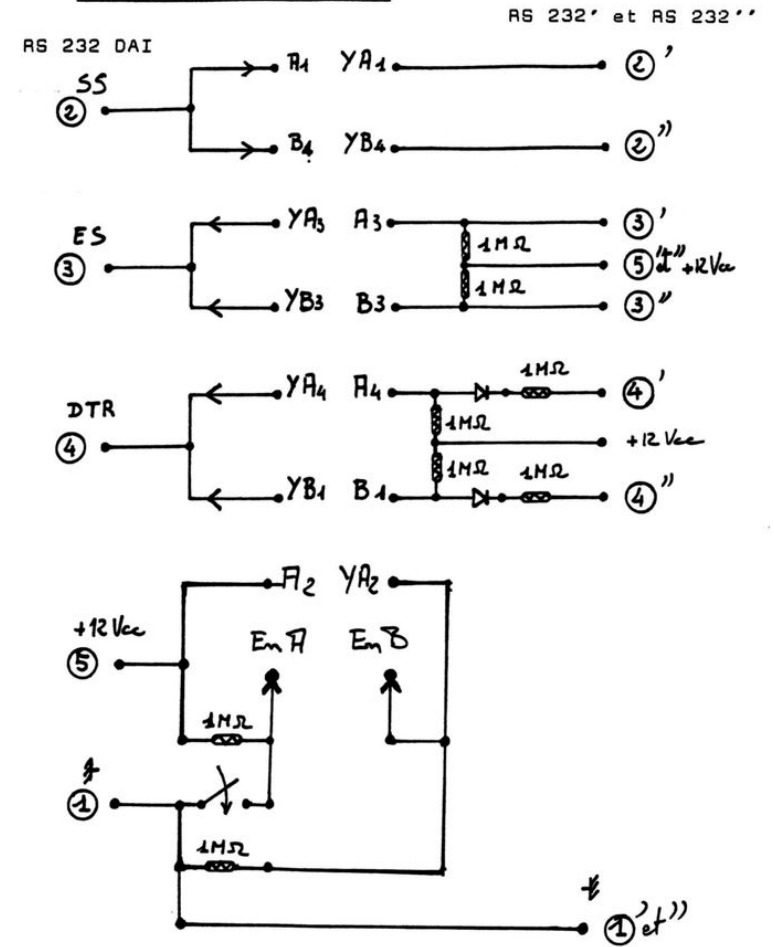 RS 232' et RS 232''
RS 232 DAI
SS
2 A1 YA1 2'
B4 YB4 2''
ES
3 YA3 A3 3'
1MΩ
5' et '' +12Vcc
1MΩ
YB3 B3 3''
DTR
4 YA4 A4 1MΩ 4'
1MΩ
+12 Vcc
1MΩ 1MΩ
YB1 B1 4''
A2 YA2
+12 Vcc
5 En A En B
1MΩ
1
1MΩ
1' et ''